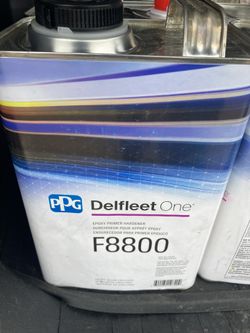 PPG
Delfleet One
EPOXY PRIMER HARDENER
DURCISSEUR POUR APPRÊT ÉPOXY
ENDURECEDOR PARA PRIMER EPÓXICO
F8800